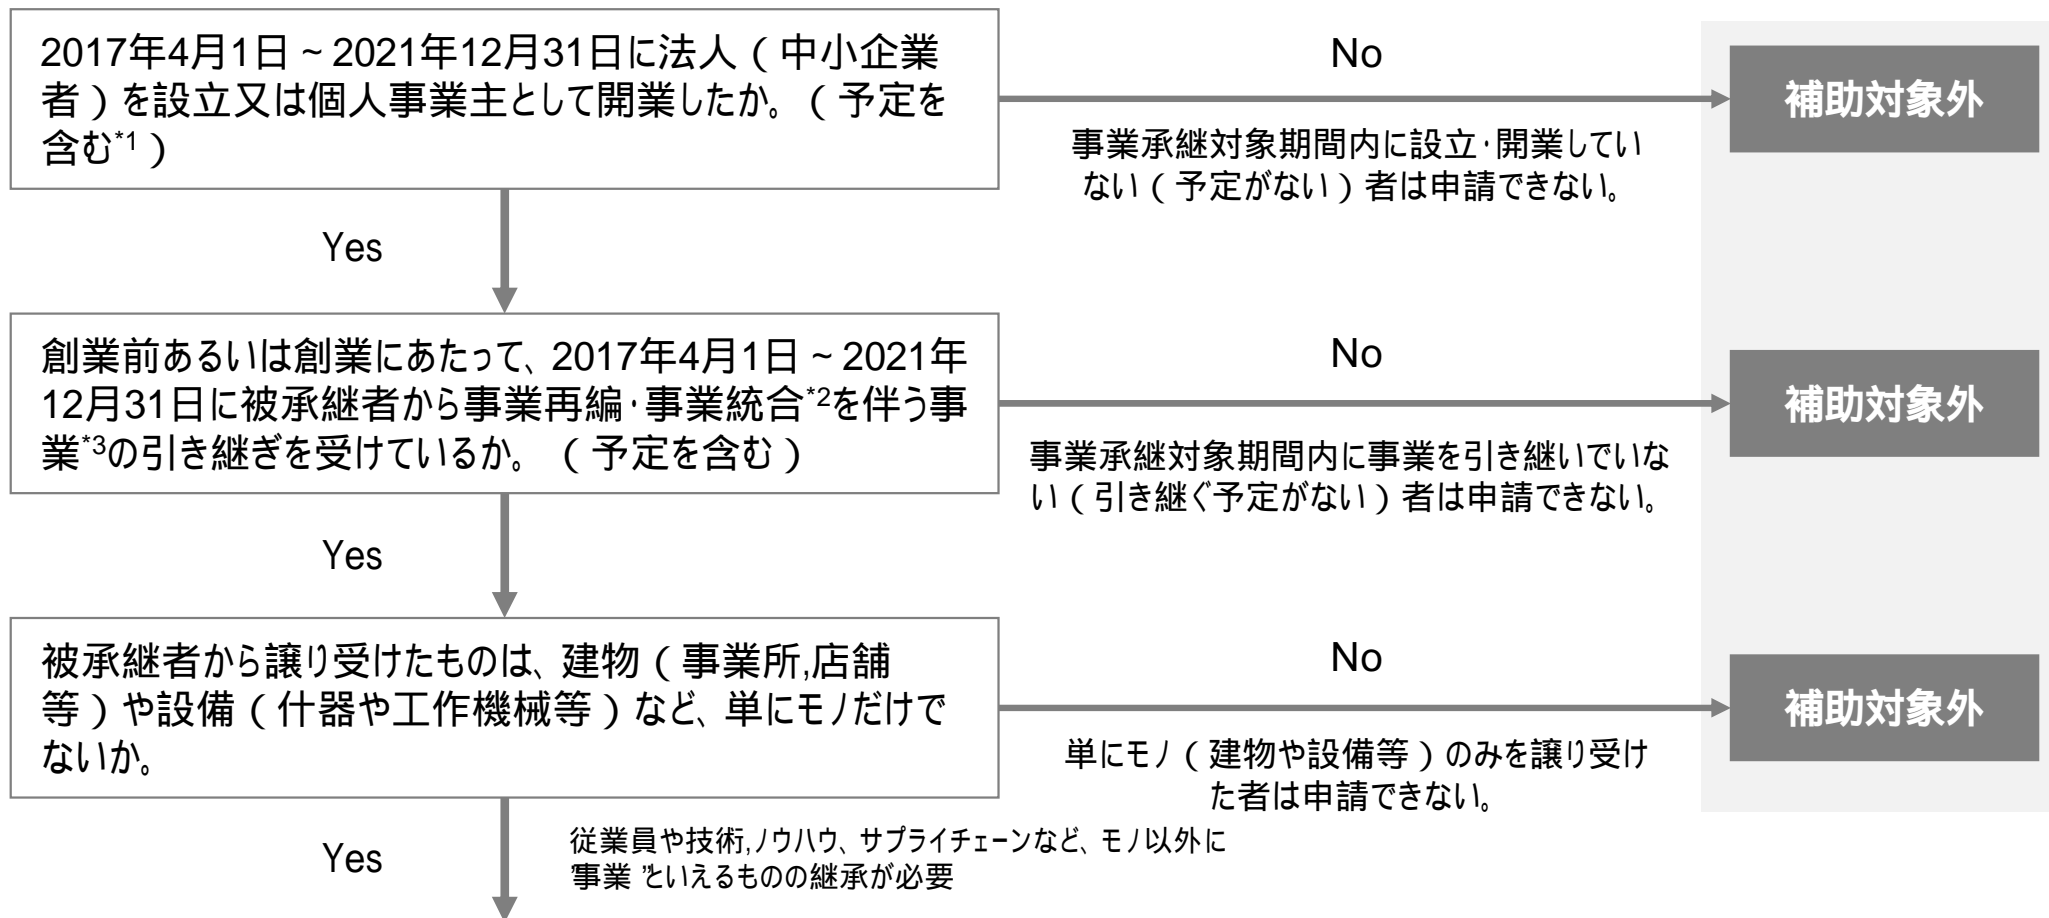 2017年4月1日 ~ 2021年12月31日に法人（中小企業
者）を設立又は個人事業主として開業したか。（予定を
含む*1）
No
補助対象外
事業承継対象期間内に設立・開業してい
ない（予定がない）者は申請できない。
Yes
創業前あるいは創業にあたって、2017年4月1日 ~ 2021年
12月31日に被承継者から事業再編・事業統合*2を伴う事
業*3の引き継ぎを受けているか。（予定を含む）
No
補助対象外
事業承継対象期間内に事業を引き継いでいな
い（引き継ぐ予定がない）者は申請できない。
Yes
被承継者から譲り受けたものは、建物（事業所,店舗
等）や設備（什器や工作機械等）など、単にモノだけで
ないか。
No
補助対象外
単にモノ（建物や設備等）のみを譲り受け
た者は申請できない。
Yes
従業員や技術,ノウハウ、サプライチェーンなど、モノ以外に
“事業”といえるものの継承が必要